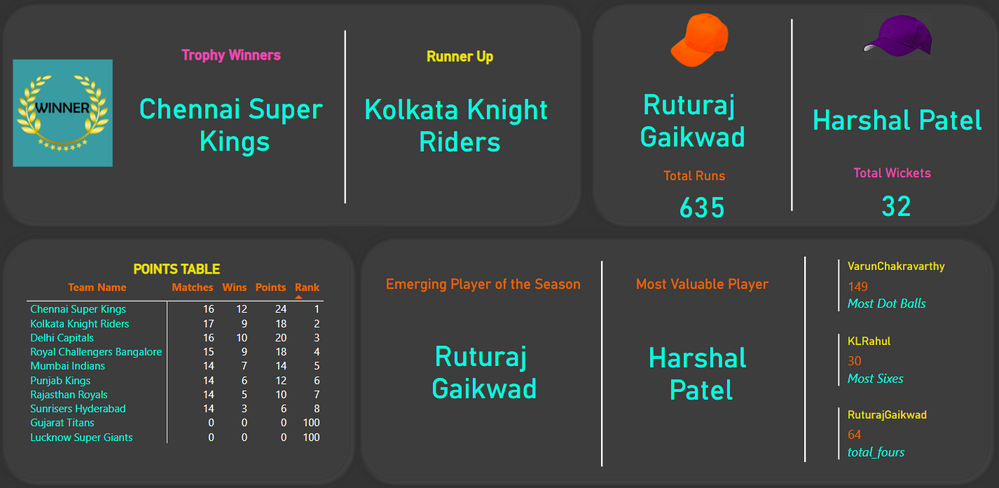 WINNER
Trophy Winners
Chennai Super
Kings
Runner Up
Kolkata Knight
Riders
Ruturaj
Gaikwad
Total Runs
635
Harshal Patel
Total Wickets
32
POINTS TABLE
Team Name Matches Wins Points Rank
Chennai Super Kings 16 12 24 1
Kolkata Knight Riders 17 9 18 2
Delhi Capitals 16 10 20 3
Royal Challengers Bangalore 15 9 18 4
Mumbai Indians 14 7 14 5
Punjab Kings 14 6 12 6
Rajasthan Royals 14 5 10 7
Sunrisers Hyderabad 14 3 6 8
Gujarat Titans 0 0 0 100
Lucknow Super Giants 0 0 0 100
Emerging Player of the Season
Ruturaj
Gaikwad
Most Valuable Player
Harshal
Patel
VarunChakravarthy
149
Most Dot Balls
KLRahul
30
Most Sixes
RuturajGaikwad
64
total_fours